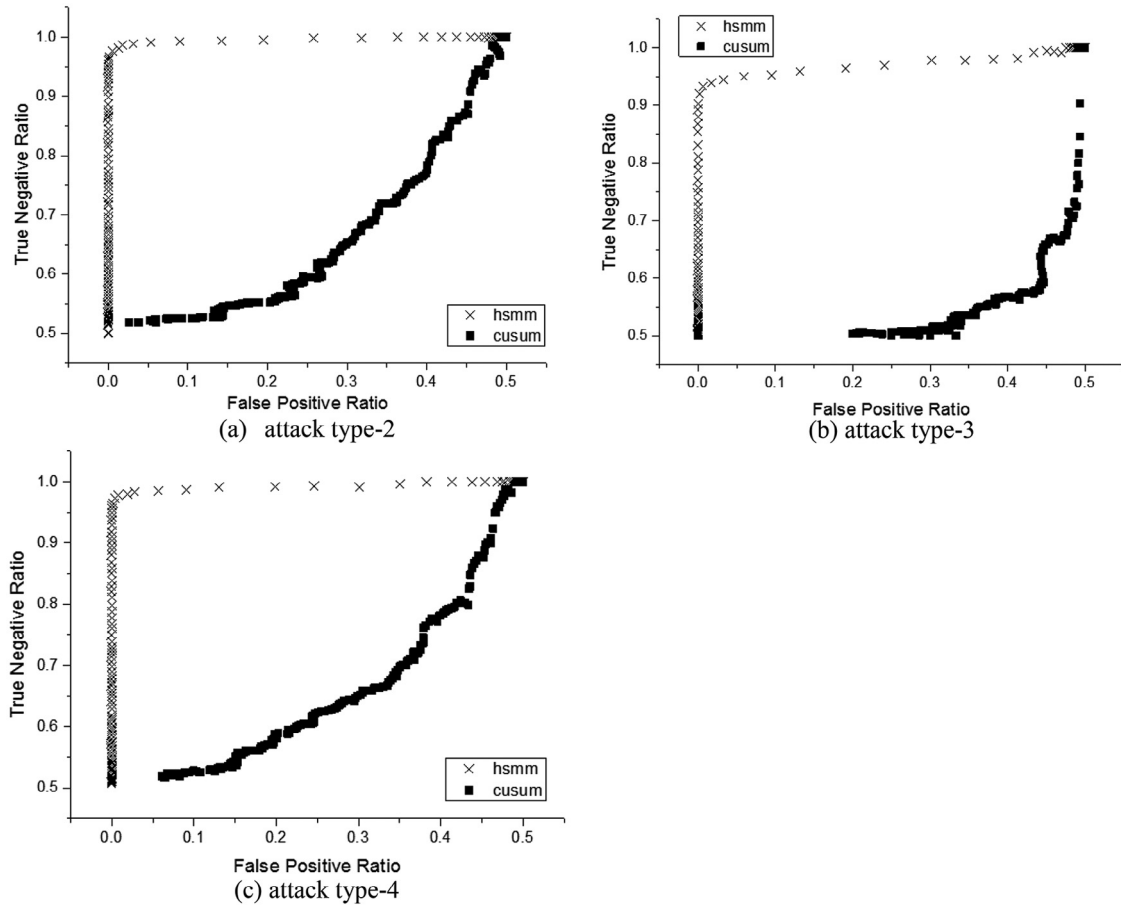 1.0
0.9
0.8
0.7
0.6
0.5
True Negative Ratio
hsmm
cusum
0.0 0.1 0.2 0.3 0.4 0.5
False Positive Ratio
(a) attack type-2
hsmm
cusum
1.0
0.9
0.8
0.7
0.6
0.5
True Negative Ratio
0.0 0.1 0.2 0.3 0.4 0.5
False Positive Ratio
(b) attack type-3
1.0
0.9
0.8
0.7
0.6
0.5
True Negative Ratio
hsmm
cusum
0.0 0.1 0.2 0.3 0.4 0.5
False Positive Ratio
(c) attack type-4